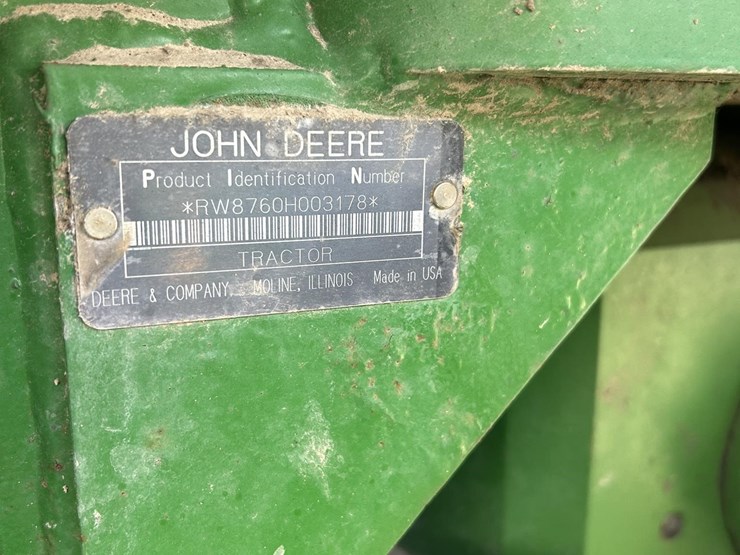 JOHN DEERE
Product Identification Number
*RW8760H003178*
TRACTOR
DEERE & COMPANY, MOLINE, ILLINOIS Made in USA